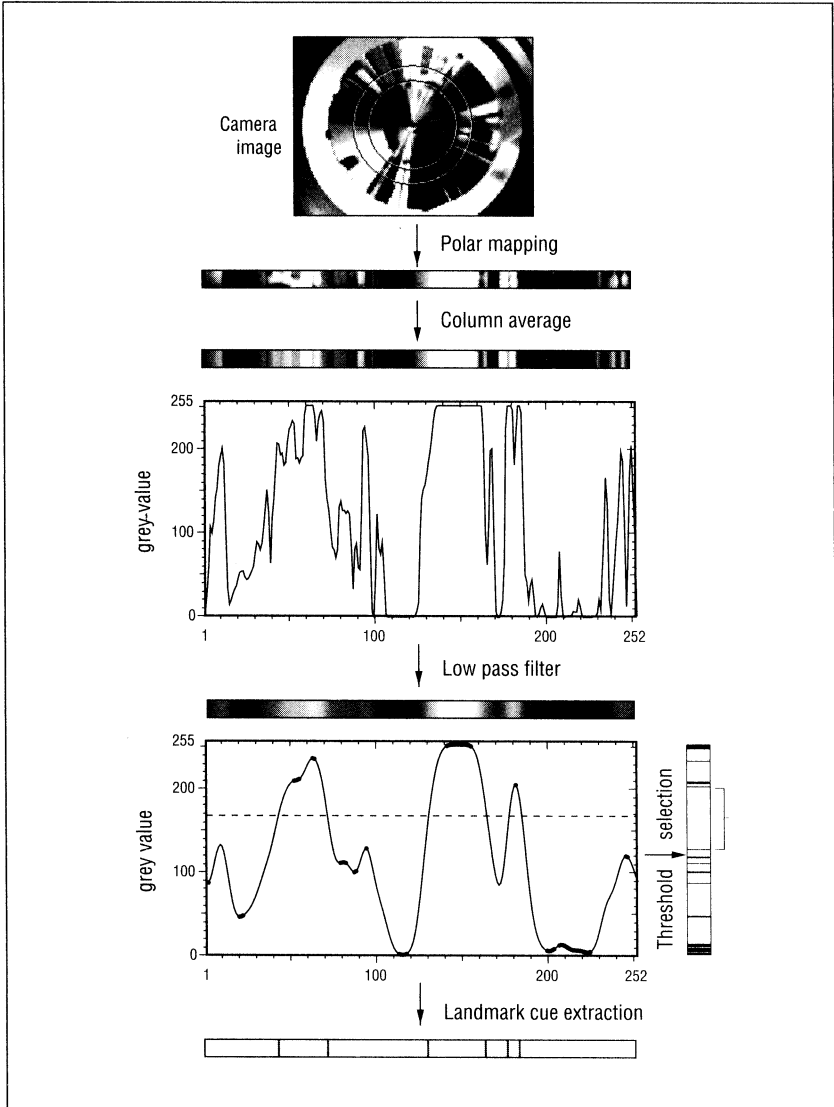 Camera
image
Polar mapping
Column average
255
200
100
0
grey-value
1 100 200 252
Low pass filter
255
200
100
0
grey value
1 100 200 252
Threshold selection
Landmark cue extraction